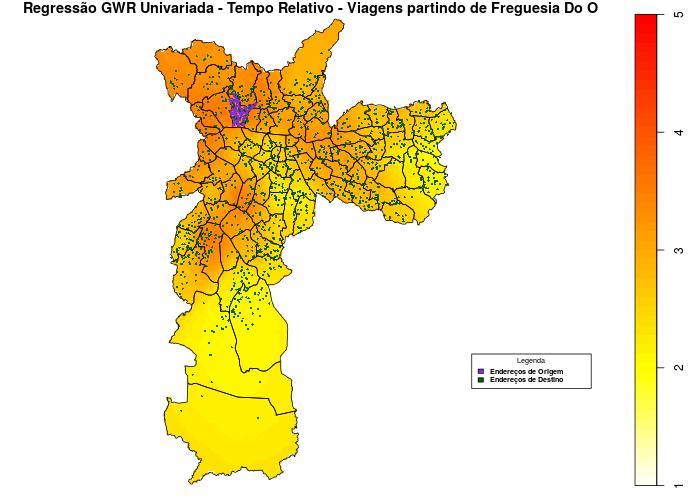 Regressão GWR Univariada - Tempo Relativo - Viagens partindo de Freguesia Do O
5
4
3
2
1
Legenda
Endereços de Origem
Endereços de Destino